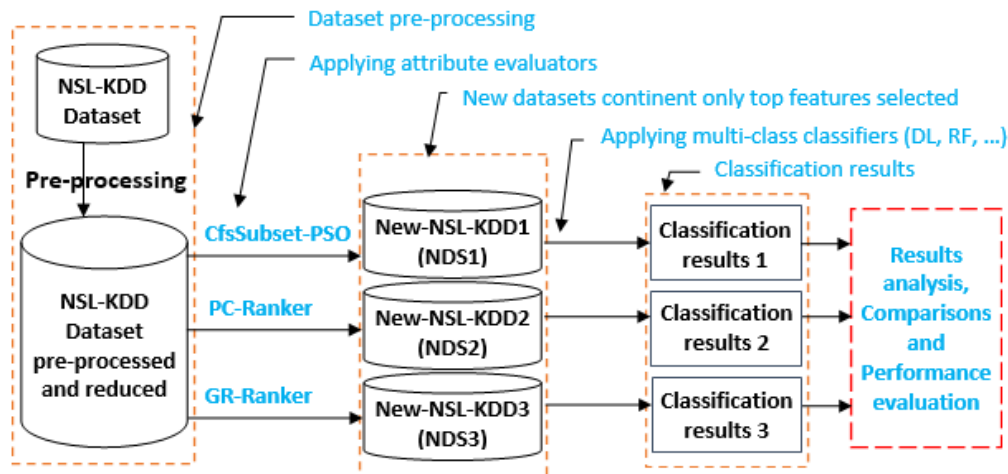 Dataset pre-processing
Applying attribute evaluators
New datasets continent only top features selected
Applying multi-class classifiers (DL, RF, ...)
Classification results
NSL-KDD
Dataset
Pre-processing
NSL-KDD
Dataset
pre-processed
and reduced
CfsSubset-PSO
PC-Ranker
GR-Ranker
New-NSL-KDD1
(NDS1)
New-NSL-KDD2
(NDS2)
New-NSL-KDD3
(NDS3)
Classification
results 1
Classification
results 2
Classification
results 3
Results
analysis,
Comparisons
and
Performance
evaluation